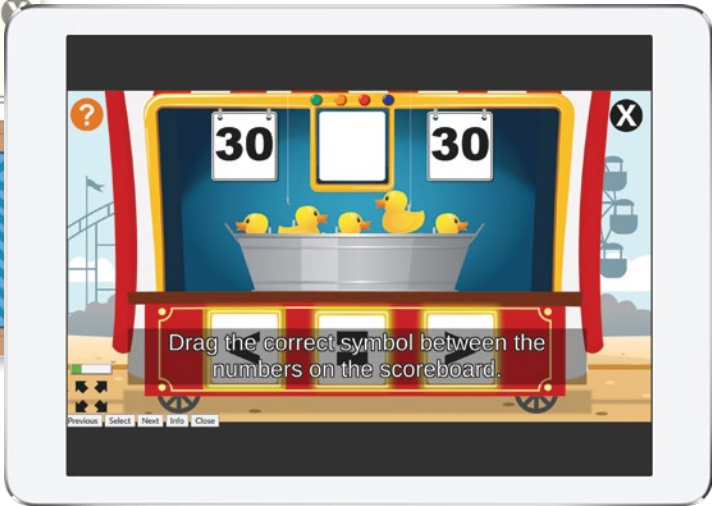 ?
X
30 30
< = >
Drag the correct symbol between the
numbers on the scoreboard.
Previous Select Next Info Close